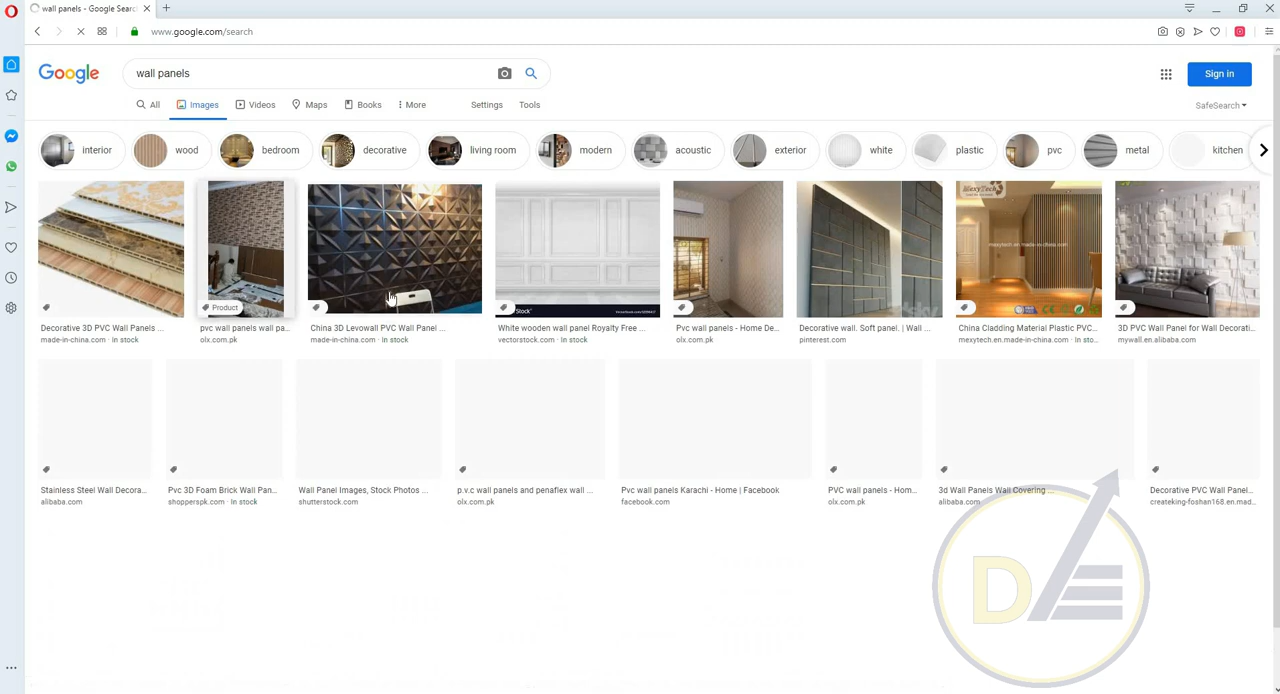 wall panels - Google Searc
www.google.com/search
Google
wall panels
Sign in
All
Images
Videos
Maps
Books
More
Settings
Tools
SafeSearch
interior
wood
bedroom
decorative
living room
modern
acoustic
exterior
white
plastic
pvc
metal
kitchen
MexyTech
mexytech.en.made-in-china.com
Product
Decorative 3D PVC Wall Panels ...
made-in-china.com · In stock
pvc wall panels wall pa...
olx.com.pk
China 3D Levowall PVC Wall Panel ...
made-in-china.com · In stock
White wooden wall panel Royalty Free ...
vectorstock.com · In stock
Pvc wall panels - Home De...
olx.com.pk
Decorative wall. Soft panel. | Wall ...
pinterest.com
China Cladding Material Plastic PVC...
mexytech.en.made-in-china.com · In sto...
3D PVC Wall Panel for Wall Decorati...
mywall.en.alibaba.com
Stainless Steel Wall Decora...
alibaba.com
Pvc 3D Foam Brick Wall Pan...
shopperspk.com · In stock
Wall Panel Images, Stock Photos ...
shutterstock.com
p.v.c wall panels and penaflex wall ...
olx.com.pk
Pvc wall panels Karachi - Home | Facebook
facebook.com
PVC wall panels - Hom...
olx.com.pk
3d Wall Panels Wall Covering ...
alibaba.com
Decorative PVC Wall Panel...
createking-foshan168.en.mad...
D